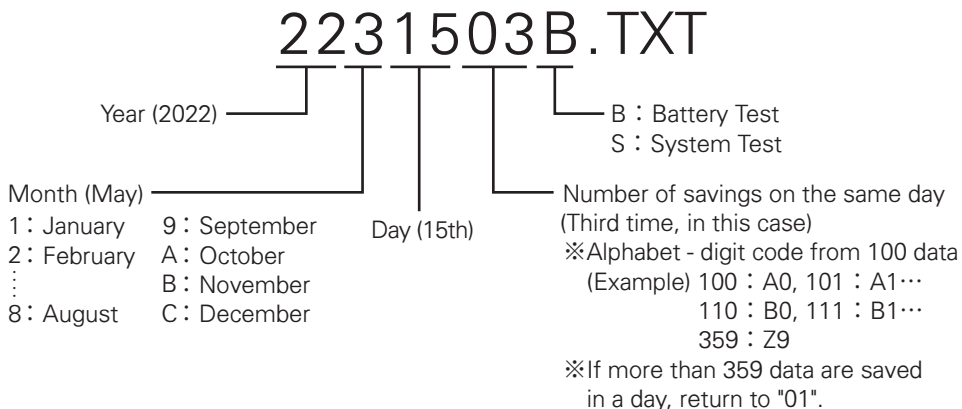 2231503B.TXT
Year (2022)
B：Battery Test
S：System Test
Month (May)
1：January
2：February
⋮
8：August
9：September
A：October
B：November
C：December
Day (15th)
Number of savings on the same day
(Third time, in this case)
※Alphabet - digit code from 100 data
(Example) 100：A0, 101：A1…
110：B0, 111：B1…
359：Z9
※If more than 359 data are saved
in a day, return to "01".